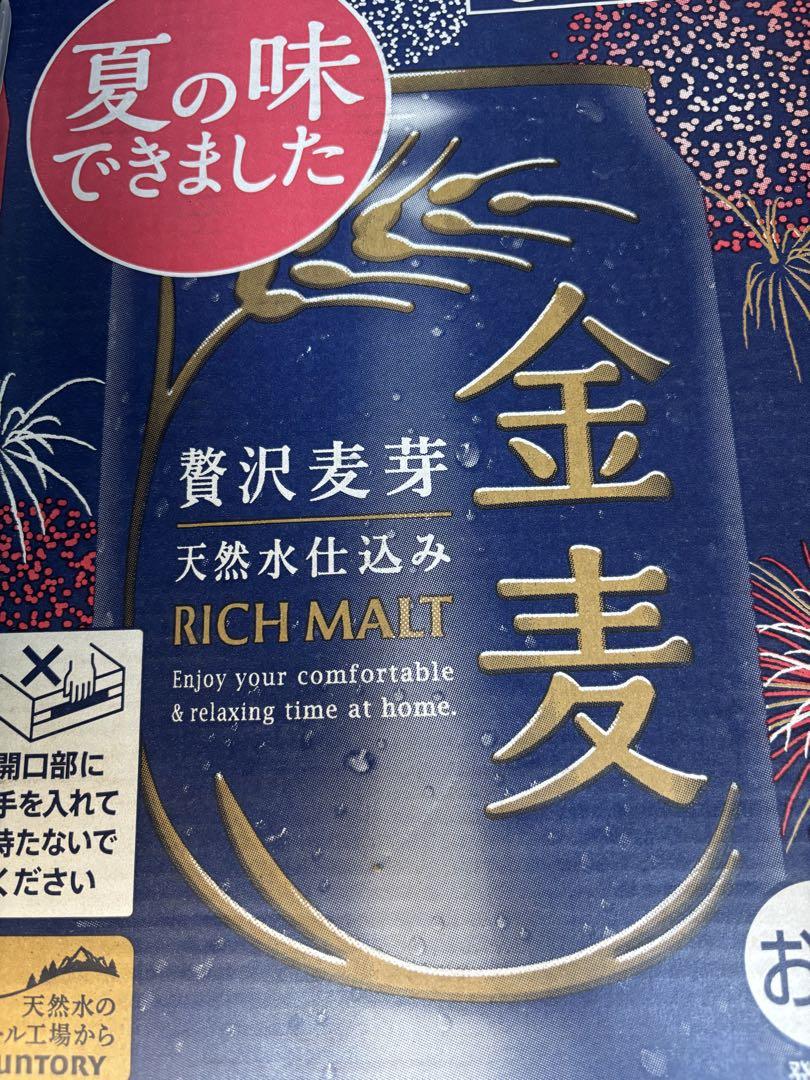 夏の味
できました
金麦
贅沢麦芽
天然水仕込み
RICH MALT
Enjoy your comfortable
& relaxing time at home.
開口部に
手を入れて
持たないで
ください
天然水の
ール工場から
SUNTORY
お